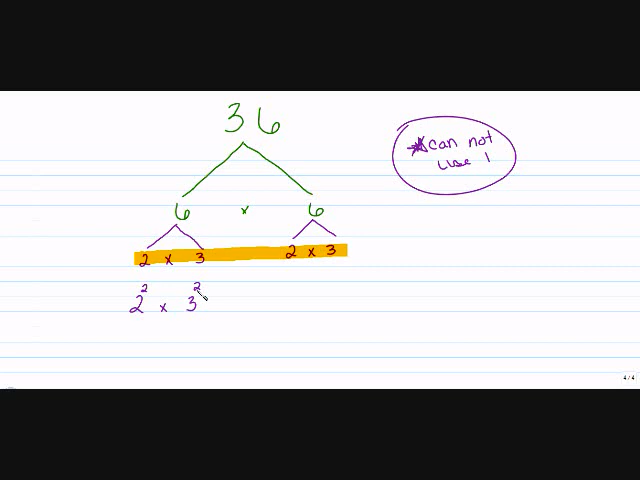 36
*can not
use 1
6 x 6
2 x 3 2 x 3
2² x 3²
4/4